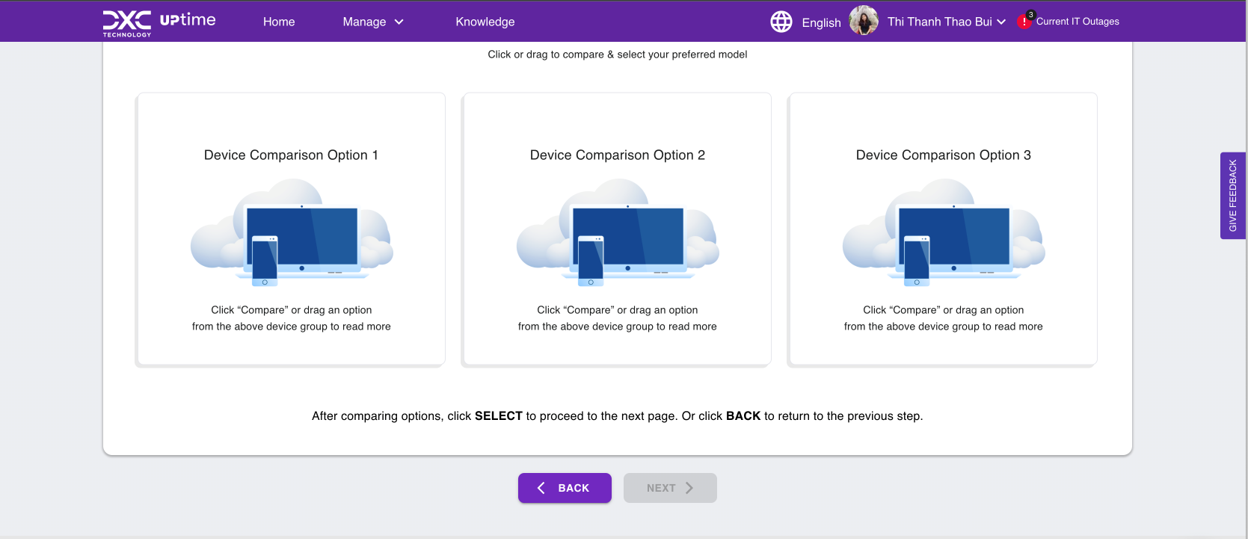 DXC TECHNOLOGY UPtime Home Manage Knowledge English Thi Thanh Thao Bui ! 3 Current IT Outages
Click or drag to compare & select your preferred model
GIVE FEEDBACK
Device Comparison Option 1
Click “Compare” or drag an option
from the above device group to read more
Device Comparison Option 2
Click “Compare” or drag an option
from the above device group to read more
Device Comparison Option 3
Click “Compare” or drag an option
from the above device group to read more
After comparing options, click SELECT to proceed to the next page. Or click BACK to return to the previous step.
BACK NEXT